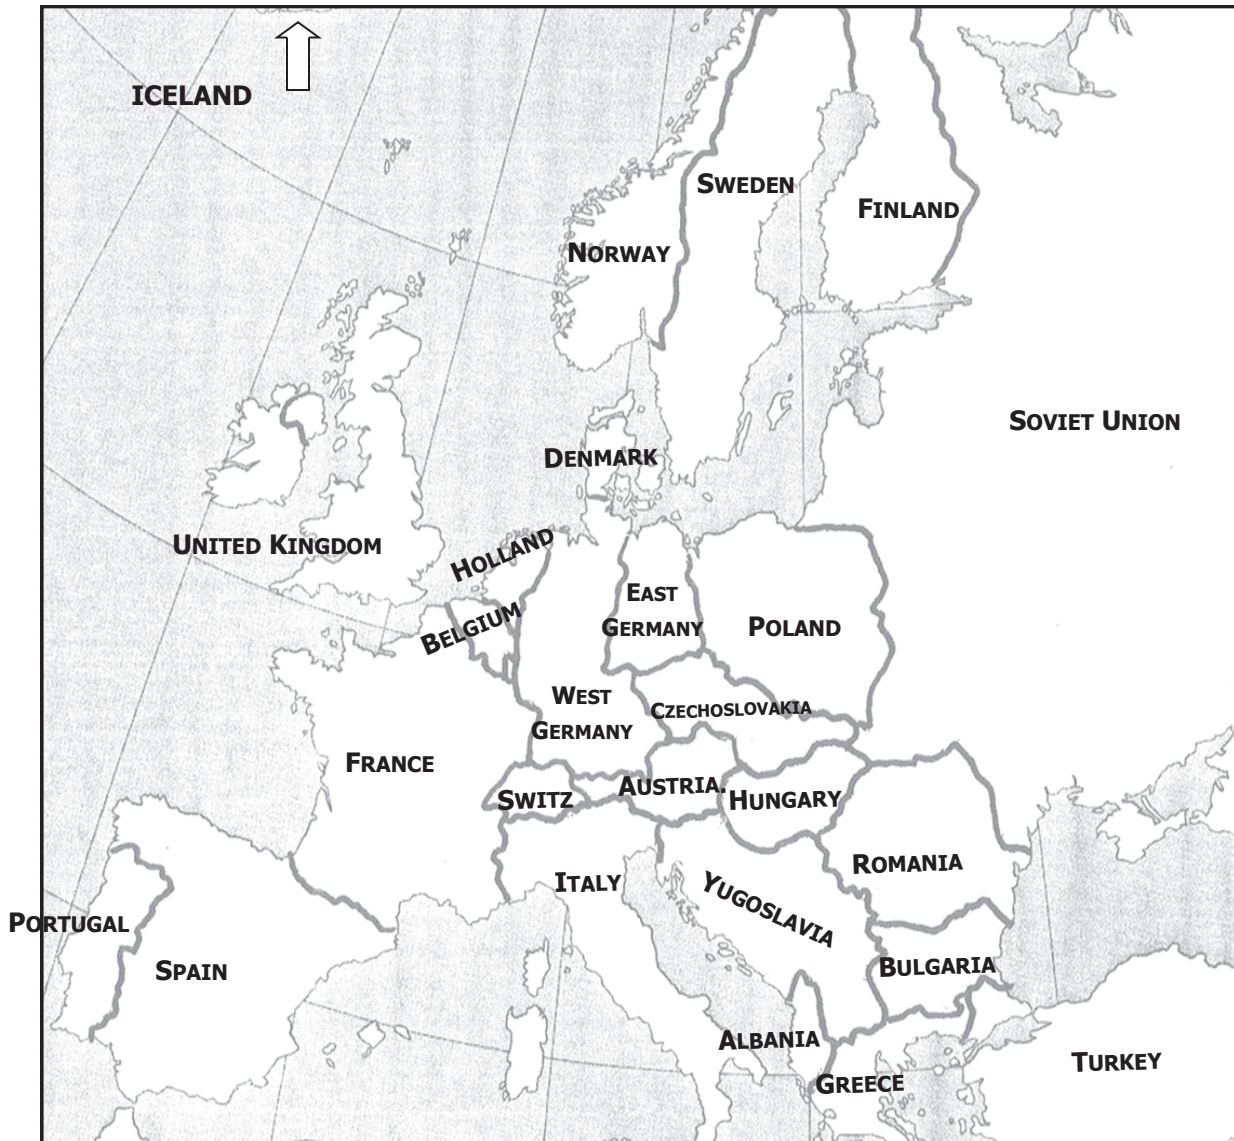 ICELAND
SWEDEN
FINLAND
NORWAY
SOVIET UNION
DENMARK
UNITED KINGDOM
HOLLAND
EAST
GERMANY
BELGIUM
POLAND
WEST
GERMANY
CZECHOSLOVAKIA
FRANCE
SWITZ
AUSTRIA.
HUNGARY
ROMANIA
ITALY
YUGOSLAVIA
PORTUGAL
SPAIN
BULGARIA
ALBANIA
TURKEY
GREECE